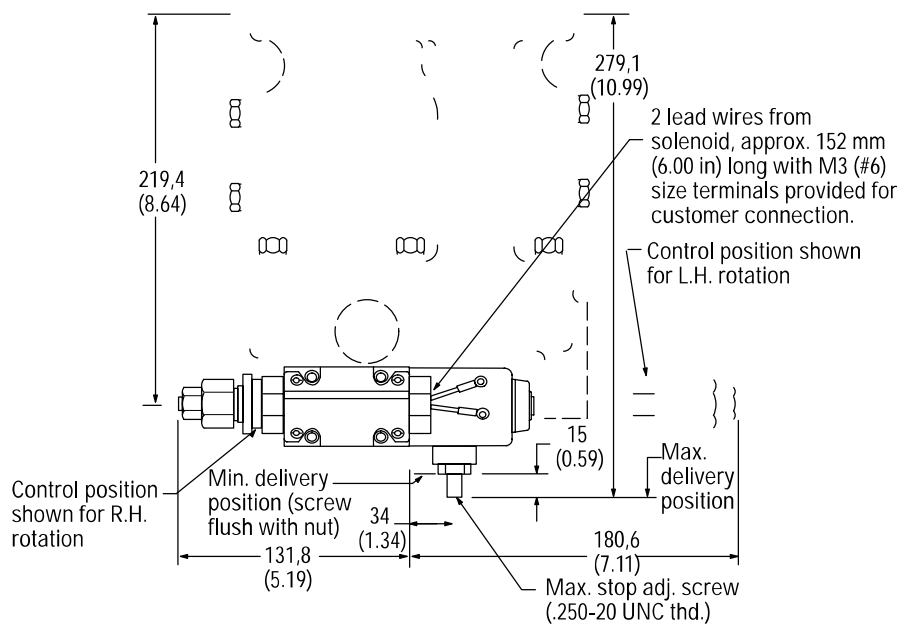 279,1
(10.99)
2 lead wires from
solenoid, approx. 152 mm
(6.00 in) long with M3 (#6)
size terminals provided for
customer connection.
219,4
(8.64)
Control position shown
for L.H. rotation
15
(0.59)
Max.
delivery
position
Control position
shown for R.H.
rotation
Min. delivery
position (screw
flush with nut)
34
(1.34)
131,8
(5.19)
180,6
(7.11)
Max. stop adj. screw
(.250-20 UNC thd.)